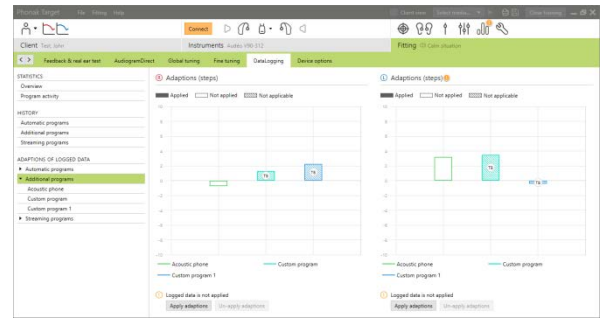 Phonak Target File Fitting Help
Client view
Close training
Connect
Client Test, John
Instruments Audéo V90-312
Fitting Calm situation
Feedback & real ear test AudiogramDirect Global tuning Fine tuning DataLogging Device options
STATISTICS
Overview
Program activity
HISTORY
Automatic programs
Additional programs
Streaming programs
ADAPTIONS OF LOGGED DATA
Automatic programs
Additional programs
Acoustic phone
Custom program
Custom program 1
Streaming programs
Adaptions (steps)
Applied Not applied Not applicable
Acoustic phone Custom program
Custom program 1
Logged data is not applied
Apply adaptions Un-apply adaptions
Adaptions (steps)
Applied Not applied Not applicable
Acoustic phone Custom program
Custom program 1
Logged data is not applied
Apply adaptions Un-apply adaptions